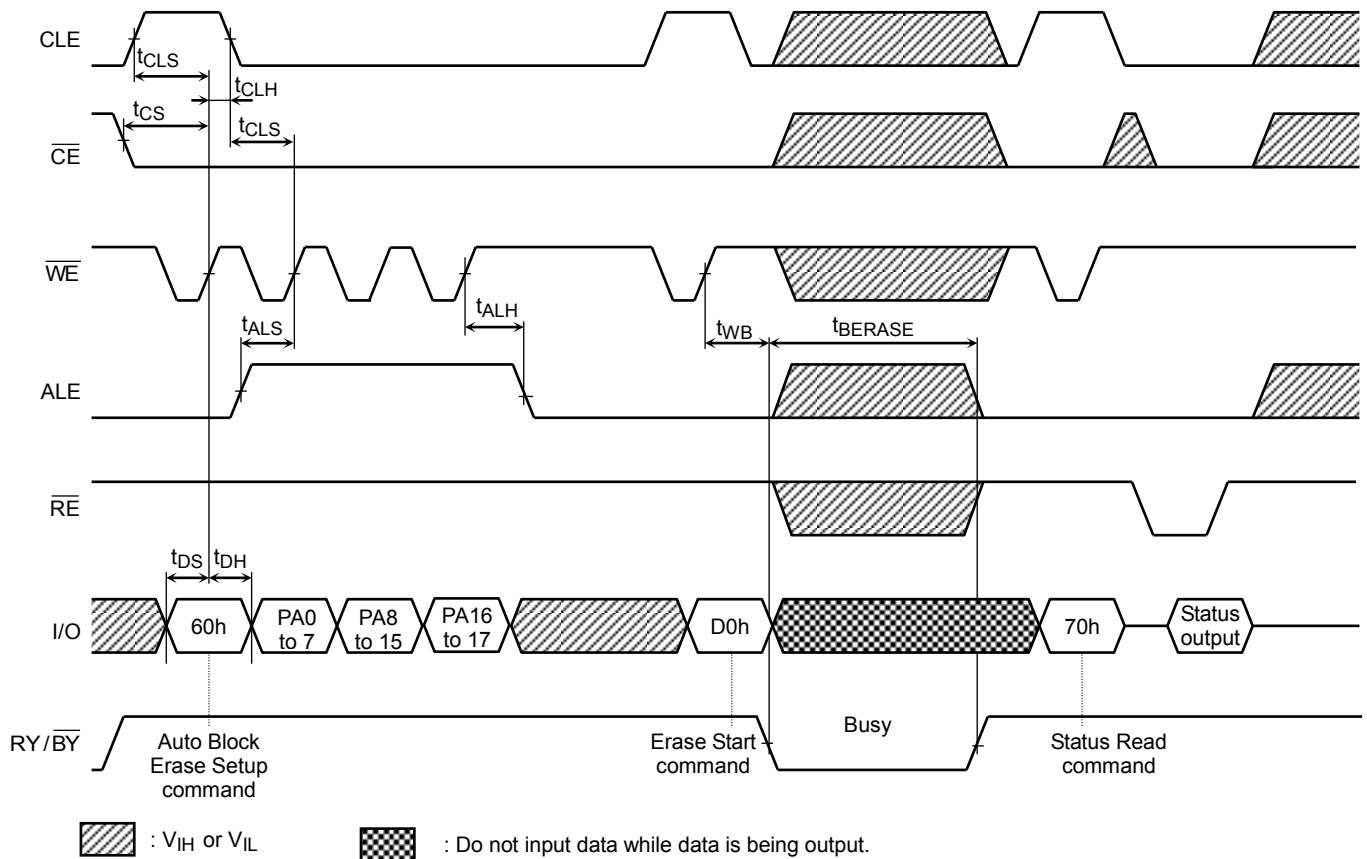 CLE
tCLS
tCLH
tCS
tCLS
CE
WE
tALS
tALH
tWB
tBERASE
ALE
RE
tDS
tDH
I/O
60h
PA0 to 7
PA8 to 15
PA16 to 17
D0h
70h
Status output
RY/BY
Busy
Auto Block
Erase Setup
command
Erase Start
command
Status Read
command
: VIH or VIL
: Do not input data while data is being output.